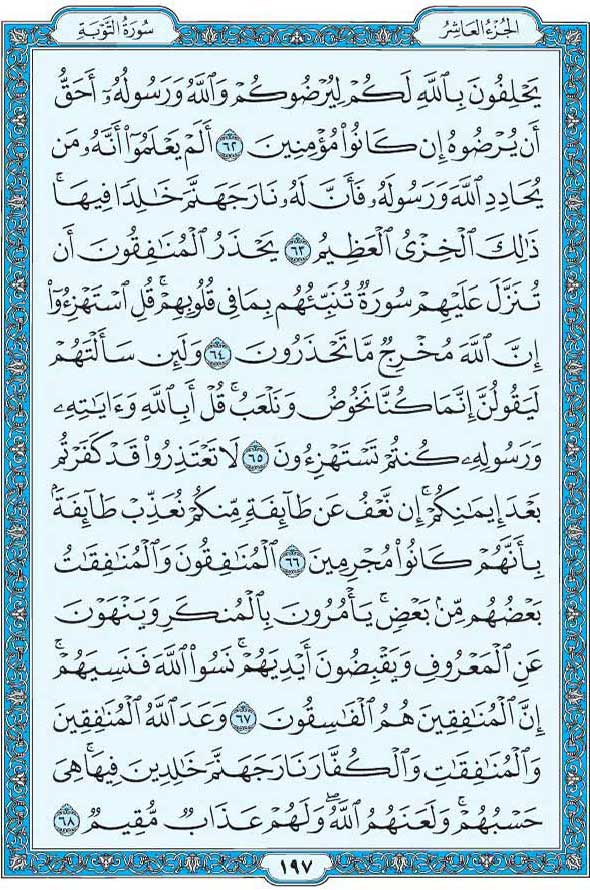 الجُزْءُ العَاشِرُ
سُورَةُ التَّوْبَةِ
يَحْلِفُونَ بِٱللَّهِ لَكُمْ لِيُرْضُوكُمْ وَٱللَّهُ وَرَسُولُهُۥٓ أَحَقُّ
أَن يُرْضُوهُ إِن كَانُوا۟ مُؤْمِنِينَ ٦٢ أَلَمْ يَعْلَمُوٓا۟ أَنَّهُۥ مَن
يُحَادِدِ ٱللَّهَ وَرَسُولَهُۥ فَأَنَّ لَهُۥ نَارَ جَهَنَّمَ خَٰلِدًا فِيهَا ۚ
ذَٰلِكَ ٱلْخِزْىُ ٱلْعَظِيمُ ٦٣ يَحْذَرُ ٱلْمُنَٰفِقُونَ أَن
تُنَزَّلَ عَلَيْهِمْ سُورَةٌ تُنَبِّئُهُم بِمَا فِى قُلُوبِهِمْ ۚ قُلِ ٱسْتَهْزِءُوٓا۟
إِنَّ ٱللَّهَ مُخْرِجٌ مَّا تَحْذَرُونَ ٦٤ وَلَئِن سَأَلْتَهُمْ
لَيَقُولُنَّ إِنَّمَا كُنَّا نَخُوضُ وَنَلْعَبُ ۚ قُلْ أَبِٱللَّهِ وَءَايَٰتِهِۦ
وَرَسُولِهِۦ كُنتُمْ تَسْتَهْزِءُونَ ٦٥ لَا تَعْتَذِرُوا۟ قَدْ كَفَرْتُم
بَعْدَ إِيمَٰنِكُمْ ۚ إِن نَّعْفُ عَن طَآئِفَةٍ مِّنكُمْ نُعَذِّبْ طَآئِفَةًۢ
بِأَنَّهُمْ كَانُوا۟ مُجْرِمِينَ ٦٦ ٱلْمُنَٰفِقُونَ وَٱلْمُنَٰفِقَٰتُ
بَعْضُهُم مِّنۢ بَعْضٍ ۚ يَأْمُرُونَ بِٱلْمُنكَرِ وَيَنْهَوْنَ
عَنِ ٱلْمَعْرُوفِ وَيَقْبِضُونَ أَيْدِيَهُمْ ۚ نَسُوا۟ ٱللَّهَ فَنَسِيَهُمْ ۗ
إِنَّ ٱلْمُنَٰفِقِينَ هُمُ ٱلْفَٰسِقُونَ ٦٧ وَعَدَ ٱللَّهُ ٱلْمُنَٰفِقِينَ
وَٱلْمُنَٰفِقَٰتِ وَٱلْكُفَّارَ نَارَ جَهَنَّمَ خَٰلِدِينَ فِيهَا ۚ هِىَ
حَسْبُهُمْ ۚ وَلَعَنَهُمُ ٱللَّهُ ۖ وَلَهُمْ عَذَابٌ مُّقِيمٌ ٦٨
١٩٧